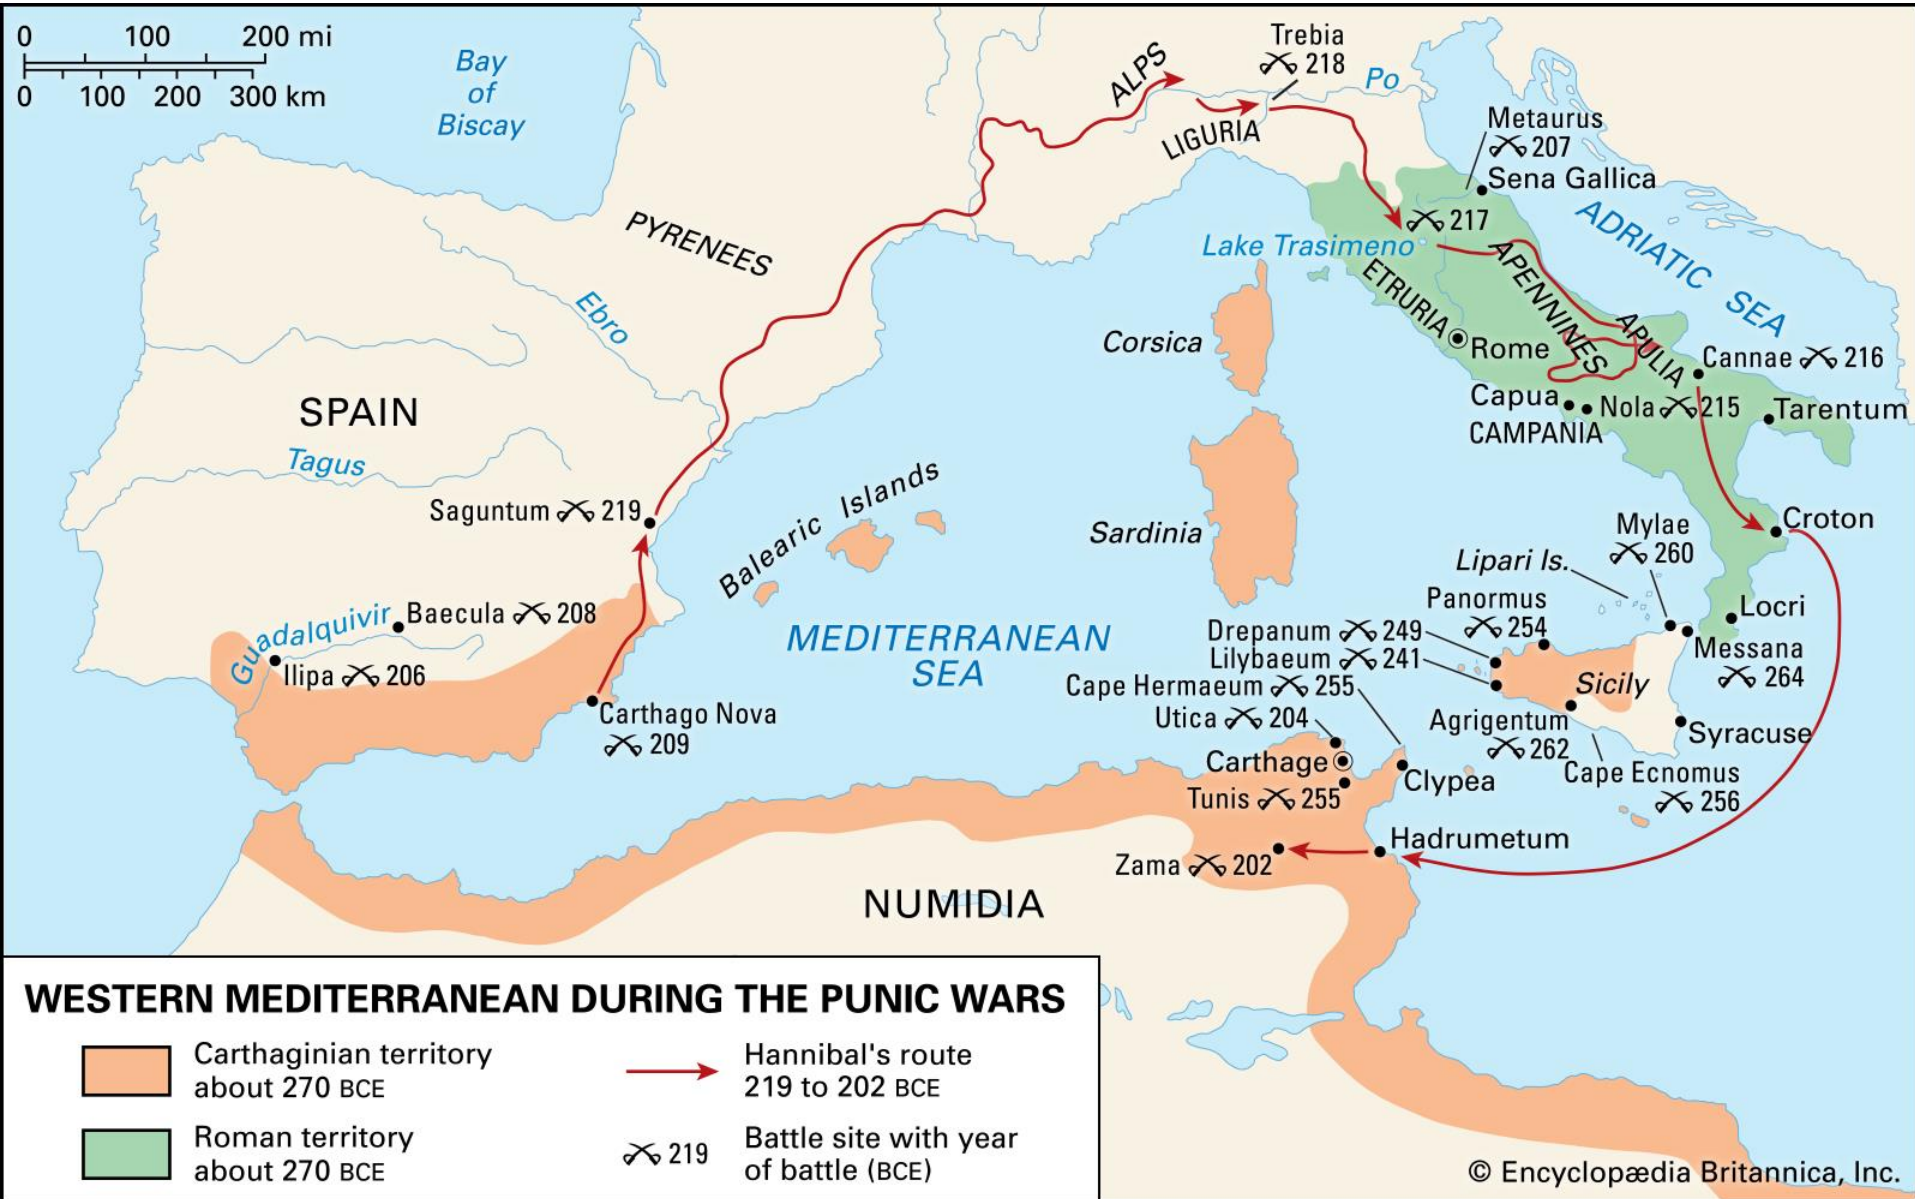 0 100 200 mi
0 100 200 300 km
Bay
of
Biscay
ALPS
Trebia
218
Po
LIGURIA
Metaurus
207
Sena Gallica
PYRENEES
217
Lake Trasimeno
ADRIATIC SEA
Ebro
ETRURIA
APENNINES
APULIA
Corsica
Rome
Cannae 216
SPAIN
Capua
Nola 215
Tarentum
CAMPANIA
Tagus
Saguntum 219
Balearic Islands
Sardinia
Croton
Mylae
260
Lipari Is.
Guadalquivir
Baecula 208
Ilipa 206
MEDITERRANEAN
SEA
Panormus
254
Locri
Drepanum 249
Lilybaeum 241
Messana
264
Cape Hermaeum 255
Sicily
Carthago Nova
209
Utica 204
Agrigentum
262
Syracuse
Carthage
Clypea
Cape Ecnomus
256
Tunis 255
Hadrumetum
Zama 202
NUMIDIA
WESTERN MEDITERRANEAN DURING THE PUNIC WARS
Carthaginian territory
about 270 BCE
Hannibal's route
219 to 202 BCE
Roman territory
about 270 BCE
219
Battle site with year
of battle (BCE)
© Encyclopædia Britannica, Inc.